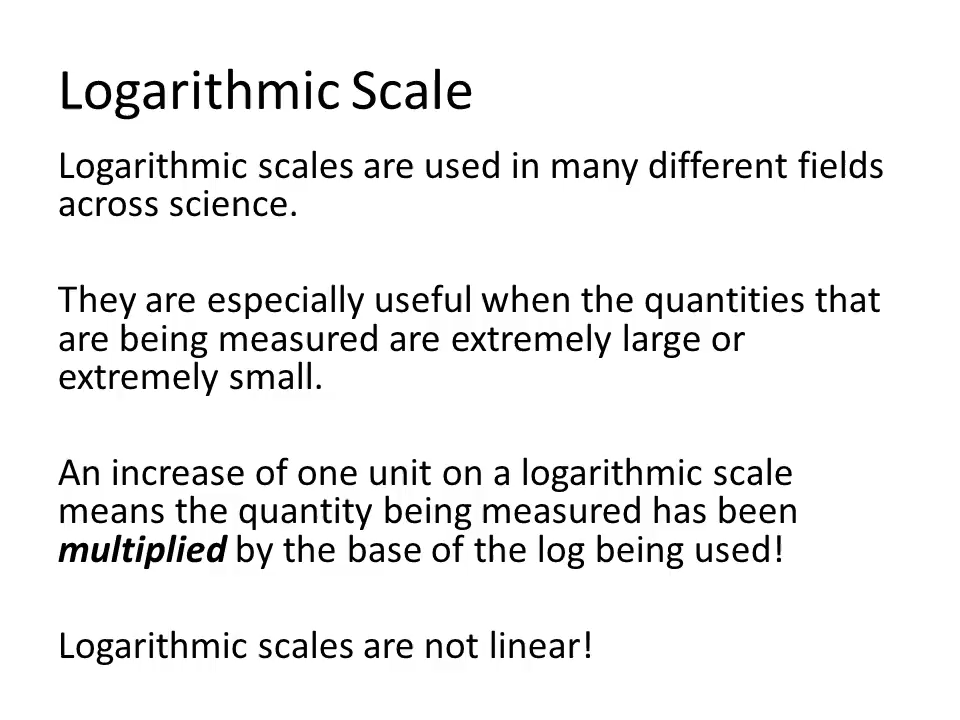 Logarithmic Scale
Logarithmic scales are used in many different fields
across science.
They are especially useful when the quantities that
are being measured are extremely large or
extremely small.
An increase of one unit on a logarithmic scale
means the quantity being measured has been
multiplied by the base of the log being used!
Logarithmic scales are not linear!